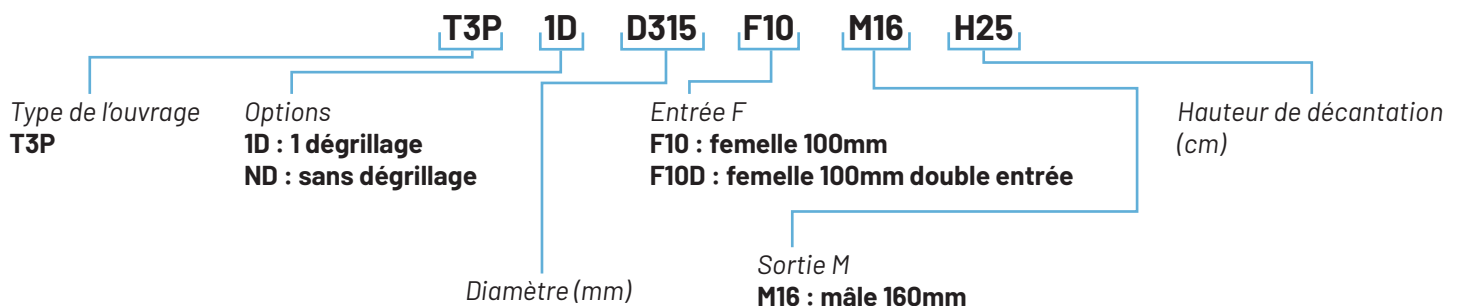 T3P 1D D315 F10 M16 H25
Type de l'ouvrage
T3P
Options
1D : 1 dégrillage
ND : sans dégrillage
Entrée F
F10 : femelle 100mm
F10D : femelle 100mm double entrée
Hauteur de décantation
(cm)
Diamètre (mm)
Sortie M
M16 : mâle 160mm